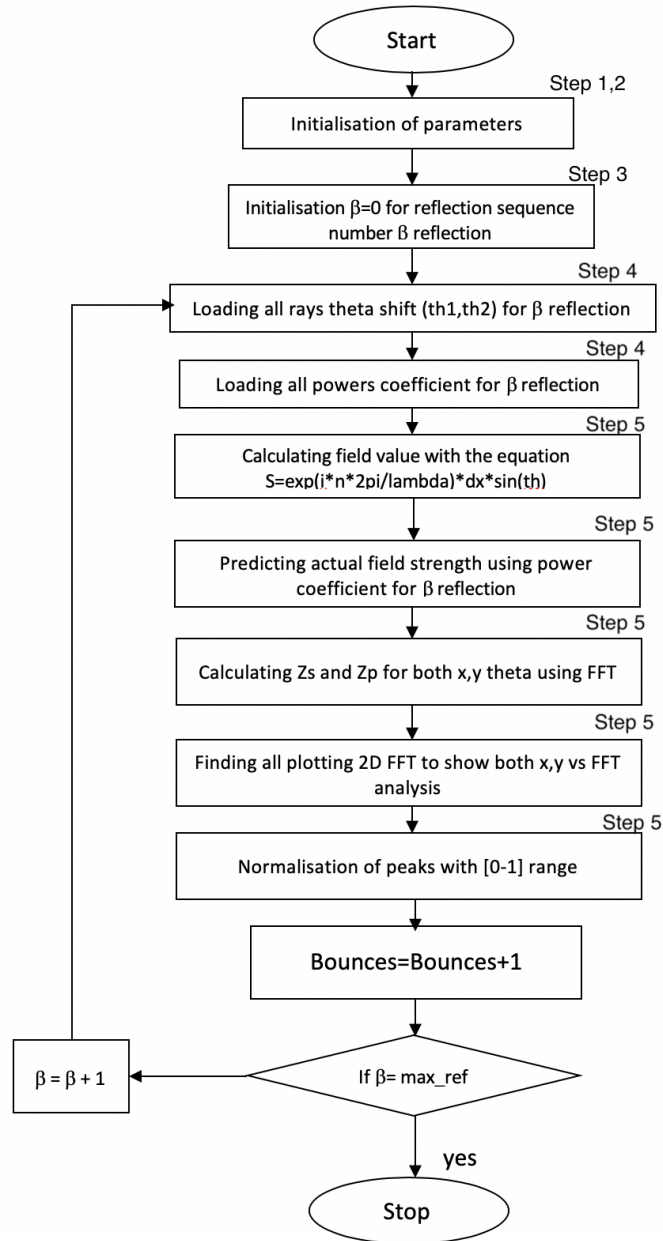 Start
Step 1,2
Initialisation of parameters
Step 3
Initialisation β=0 for reflection sequence
number β reflection
Step 4
Loading all rays theta shift (th1,th2) for β reflection
Step 4
Loading all powers coefficient for β reflection
Step 5
Calculating field value with the equation
S=exp(i*n*2pi/lambda)*dx*sin(th)
Step 5
Predicting actual field strength using power
coefficient for β reflection
Step 5
Calculating Zs and Zp for both x,y theta using FFT
Step 5
Finding all plotting 2D FFT to show both x,y vs FFT
analysis
Step 5
Normalisation of peaks with [0-1] range
Bounces=Bounces+1
β = β + 1
If β= max_ref
yes
Stop